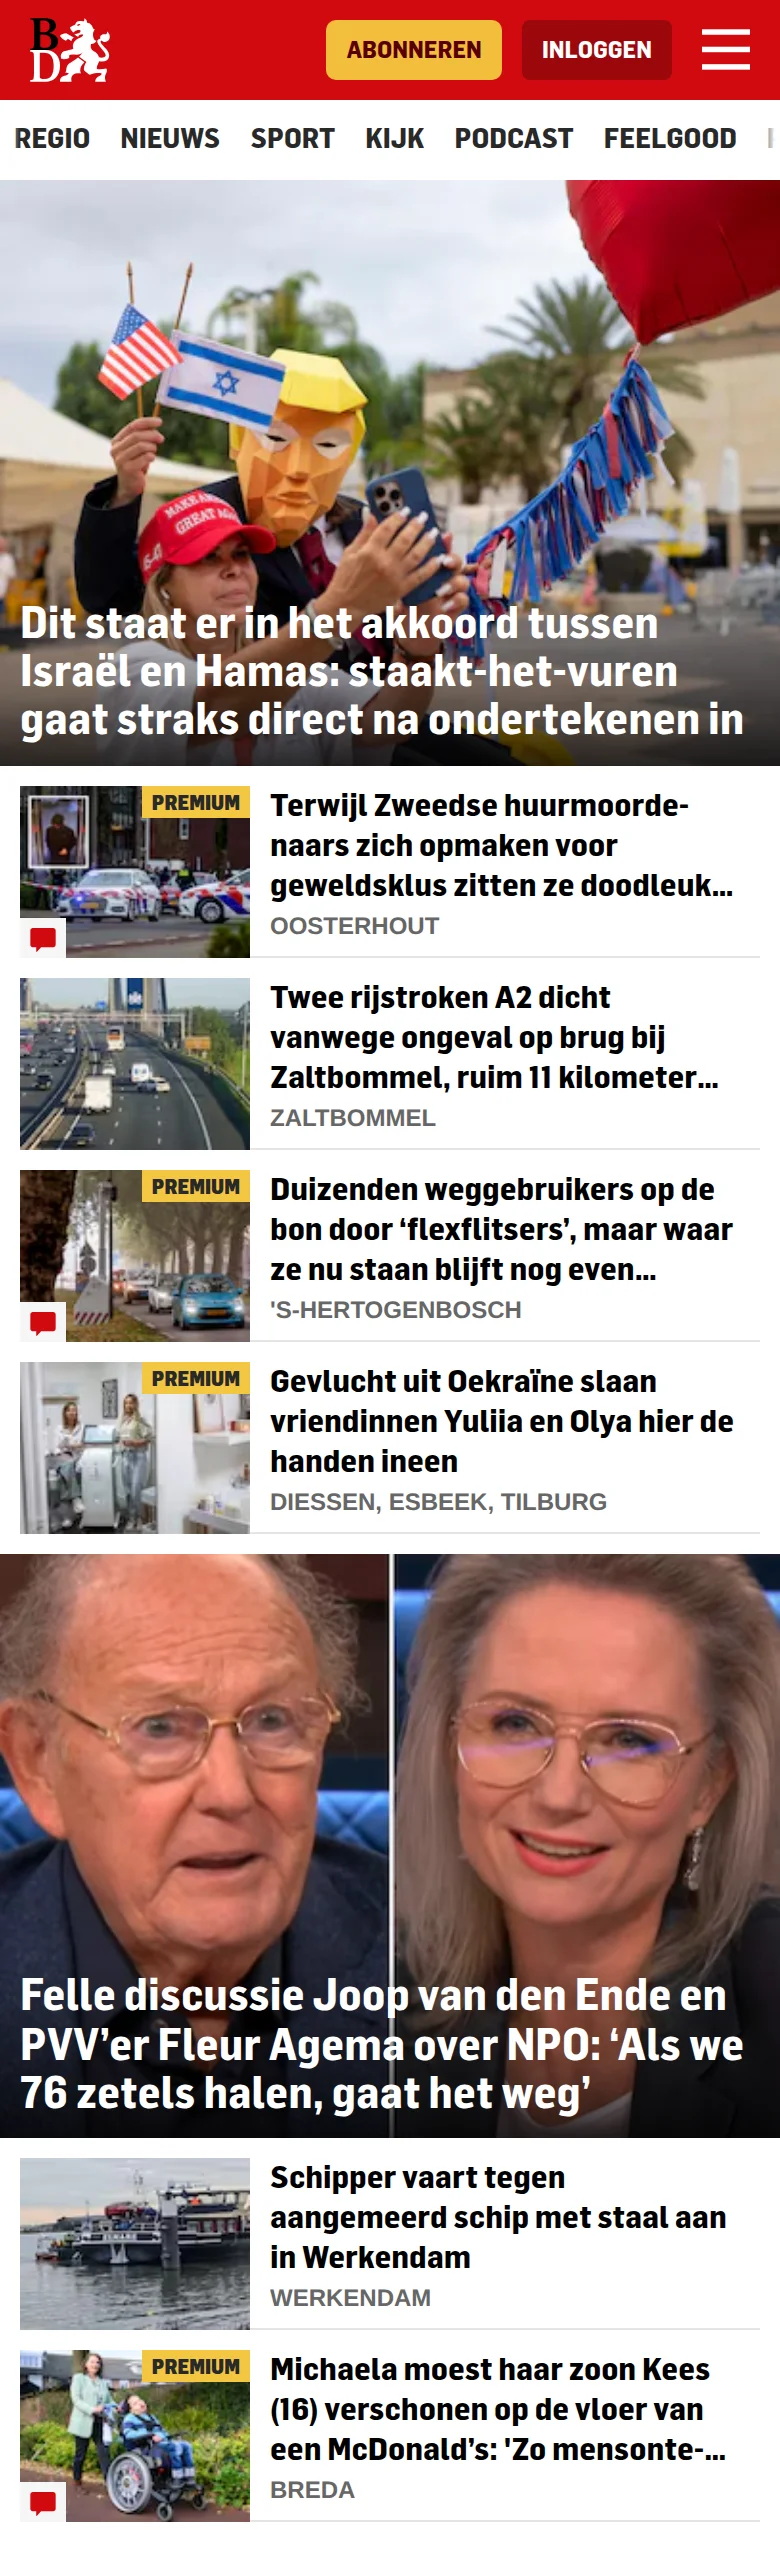 BD
ABONNEREN
INLOGGEN
REGIO NIEUWS SPORT KIJK PODCAST FEELGOOD
MAKE
GREAT
45-47
Dit staat er in het akkoord tussen
Israël en Hamas: staakt-het-vuren
gaat straks direct na ondertekenen in
PREMIUM
Terwijl Zweedse huurmoorde-
naars zich opmaken voor
geweldsklus zitten ze doodleuk...
OOSTERHOUT
Twee rijstroken A2 dicht
vanwege ongeval op brug bij
Zaltbommel, ruim 11 kilometer...
ZALTBOMMEL
PREMIUM
Duizenden weggebruikers op de
bon door ‘flexflitsers’, maar waar
ze nu staan blijft nog even...
'S-HERTOGENBOSCH
PREMIUM
Gevlucht uit Oekraïne slaan
vriendinnen Yuliia en Olya hier de
handen ineen
DIESSEN, ESBEEK, TILBURG
Felle discussie Joop van den Ende en
PVV’er Fleur Agema over NPO: ‘Als we
76 zetels halen, gaat het weg’
Schipper vaart tegen
aangemeerd schip met staal aan
in Werkendam
WERKENDAM
PREMIUM
Michaela moest haar zoon Kees
(16) verschonen op de vloer van
een McDonald’s: 'Zo mensonte-...
BREDA